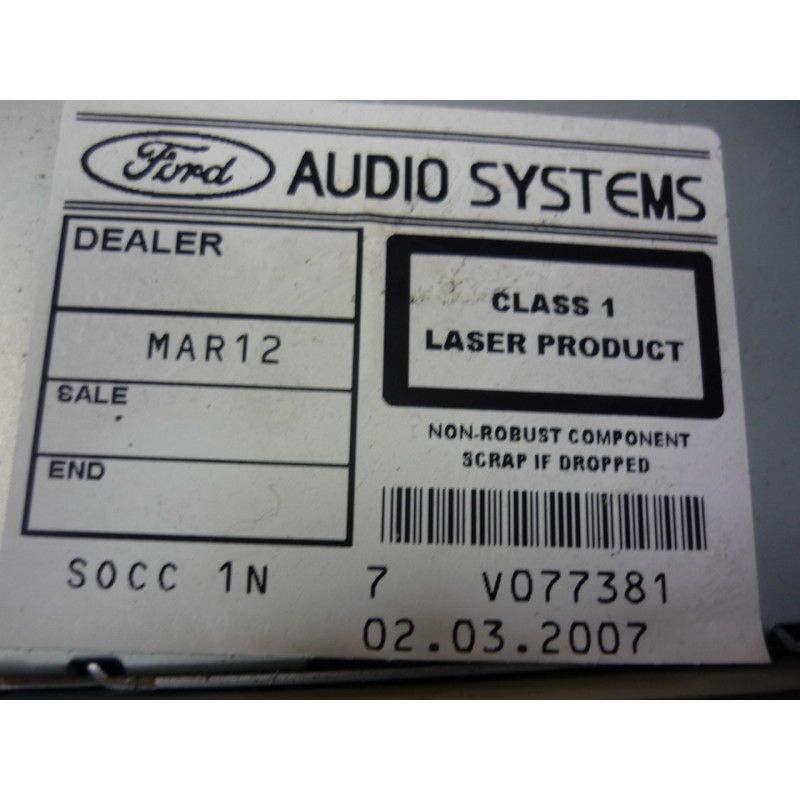 Ford AUDIO SYSTEMS
DEALER
MAR12
SALE
END
CLASS 1
LASER PRODUCT
NON-ROBUST COMPONENT
SCRAP IF DROPPED
SOCC 1N 7 V077381
02.03.2007